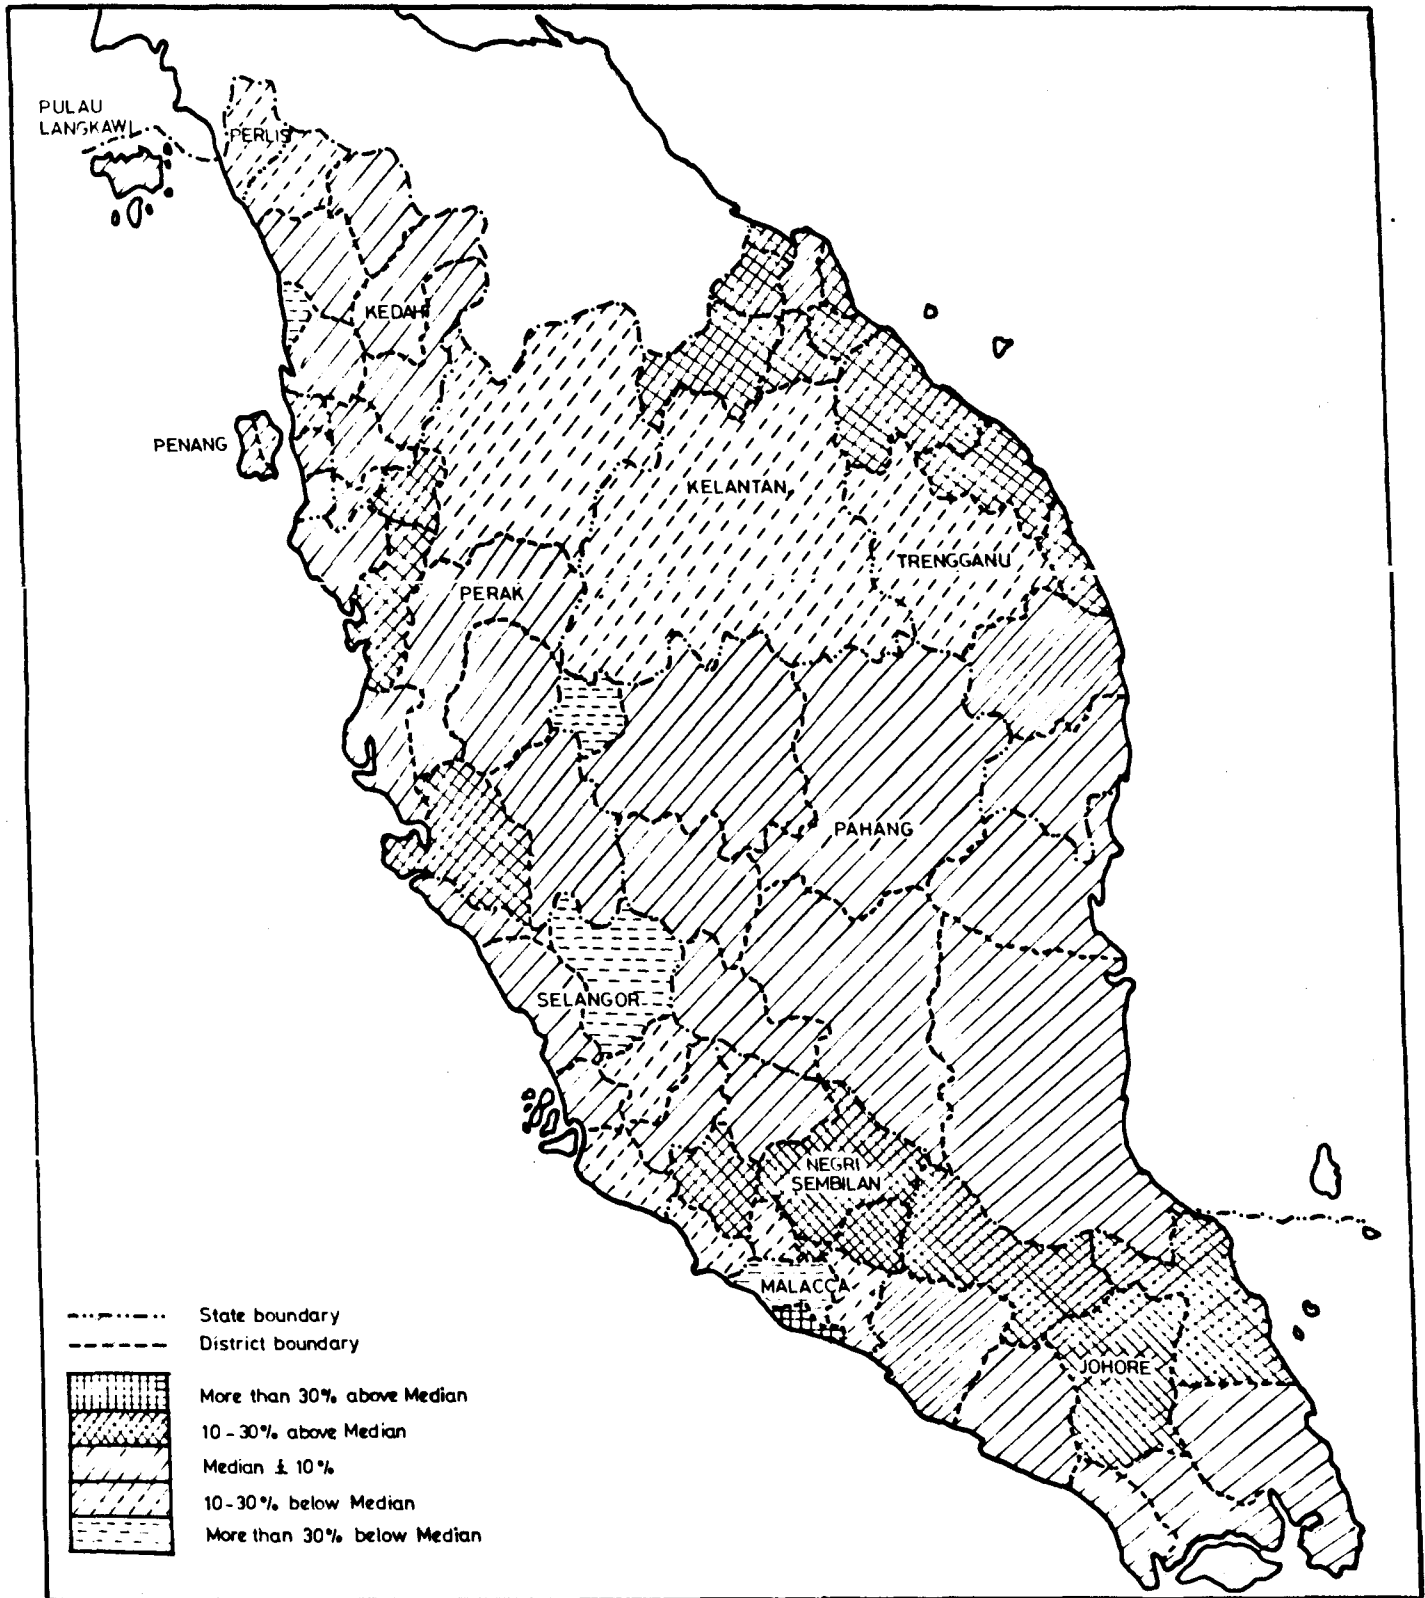 PULAU
LANGKAWI
PERLIS
KEDAH
PENANG
KELANTAN
TRENGGANU
PERAK
PAHANG
SELANGOR
NEGRI
SEMBILAN
MALACCA
JOHORE
State boundary
District boundary
More than 30% above Median
10-30% above Median
Median ± 10%
10-30% below Median
More than 30% below Median